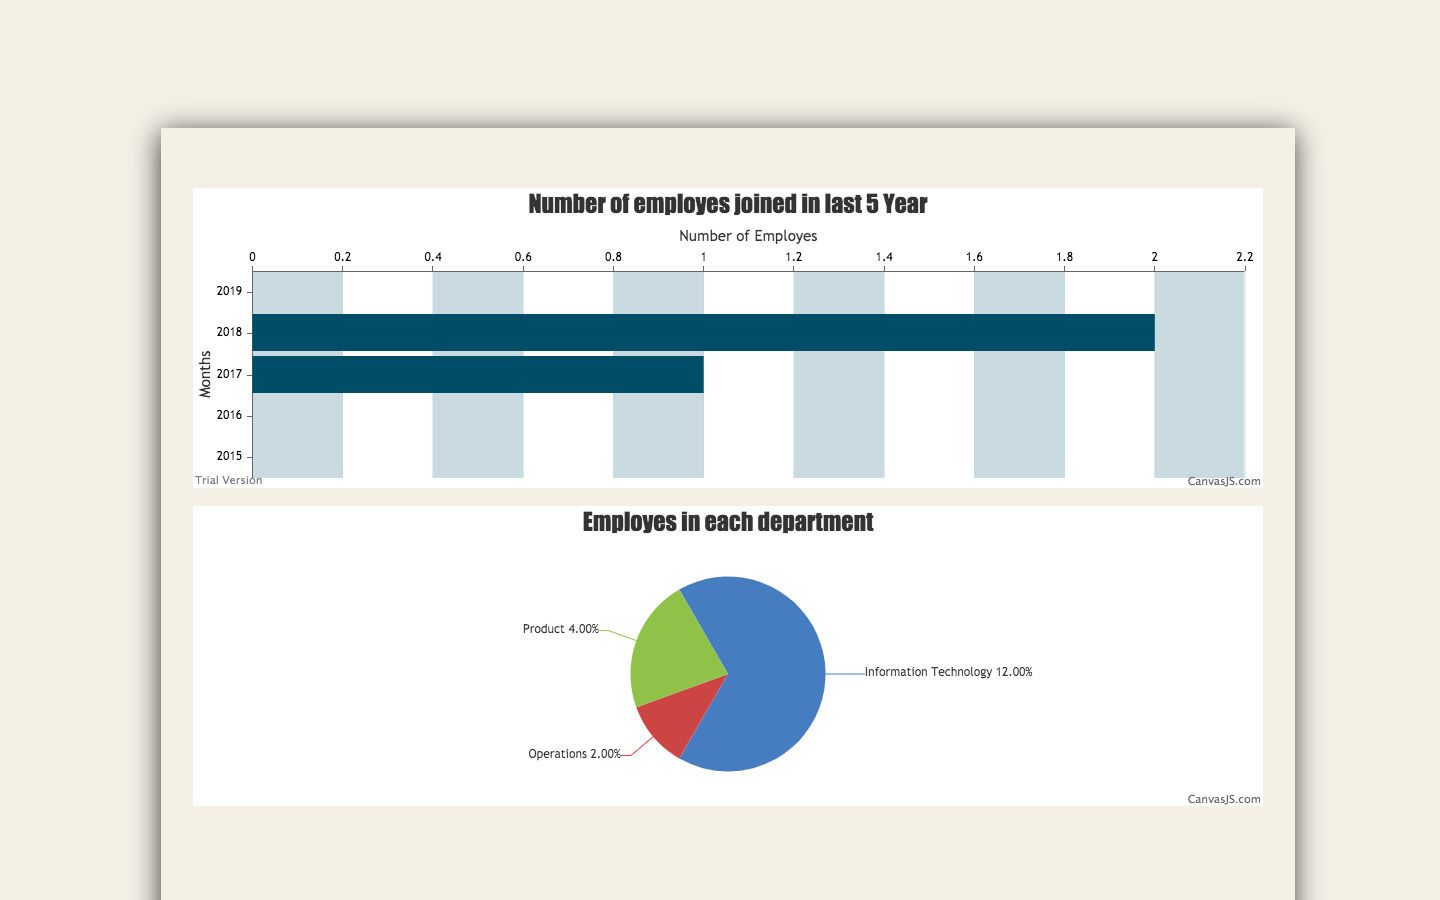 Number of employes joined in last 5 Year
Number of Employes
0 0.2 0.4 0.6 0.8 1 1.2 1.4 1.6 1.8 2 2.2
2019
2018
2017
2016
2015
Months
Trial Version
CanvasJS.com
Employes in each department
Product 4.00%
Information Technology 12.00%
Operations 2.00%
CanvasJS.com